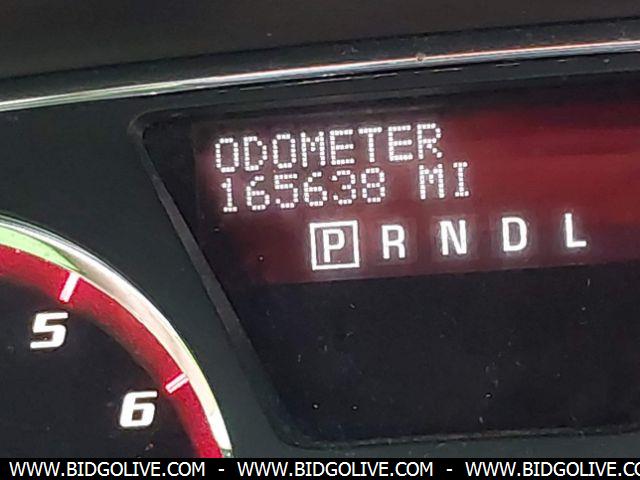 ODOMETER
165638 MI
P R N D L
5
6
WWW.BIDGOLIVE.COM - WWW.BIDGOLIVE.COM - WWW.BIDGOLIVE.CO